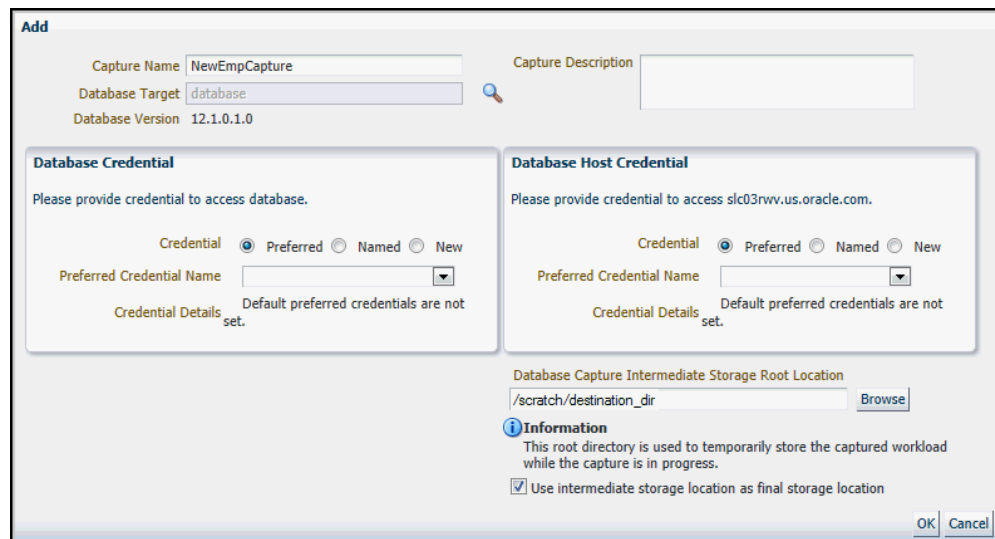 Add
Capture Name NewEmpCapture
Capture Description
Database Target database
Database Version 12.1.0.1.0
Database Credential
Please provide credential to access database.
Credential Preferred Named New
Preferred Credential Name
Credential Details Default preferred credentials are not
set.
Database Host Credential
Please provide credential to access slc03rwv.us.oracle.com.
Credential Preferred Named New
Preferred Credential Name
Credential Details Default preferred credentials are not
set.
Database Capture Intermediate Storage Root Location
/scratch/destination_dir Browse
Information
This root directory is used to temporarily store the captured workload
while the capture is in progress.
Use intermediate storage location as final storage location
OK Cancel